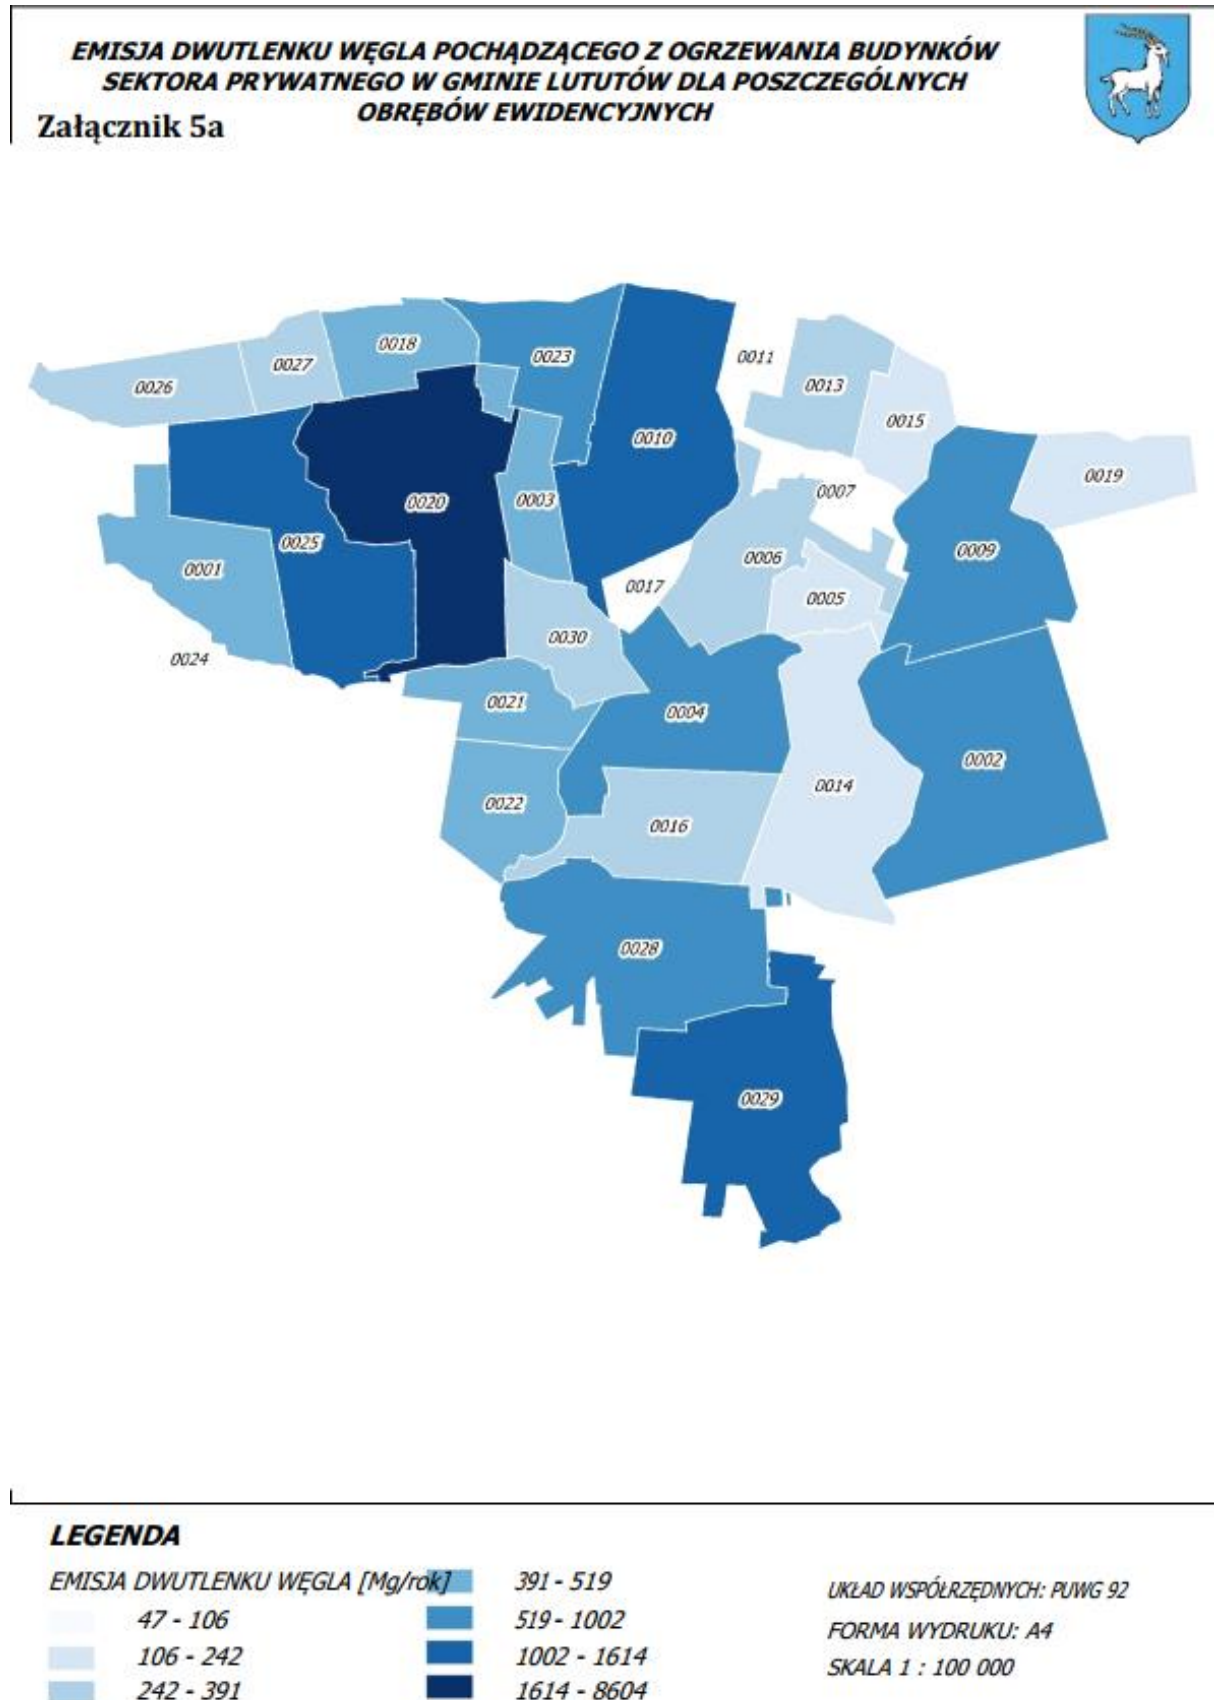 EMISJA DWUTLENKU WĘGLA POCHĄDZĄCEGO Z OGRZEWANIA BUDYNKÓW
SEKTORA PRYWATNEGO W GMINIE LUTUTÓW DLA POSZCZEGÓLNYCH
OBRĘBÓW EWIDENCYJNYCH
Załącznik 5a
0018
0023
0011
0027
0026
0013
0015
0010
0019
0007
0020
0003
0025
0009
0006
0001
0017
0005
0030
0024
0021
0004
0002
0014
0022
0016
0028
0029
LEGENDA
EMISJA DWUTLENKU WĘGLA [Mg/rok]
47 - 106
106 - 242
242 - 391
391 - 519
519 - 1002
1002 - 1614
1614 - 8604
UKŁAD WSPÓŁRZĘDNYCH: PUWG 92
FORMA WYDRUKU: A4
SKALA 1 : 100 000